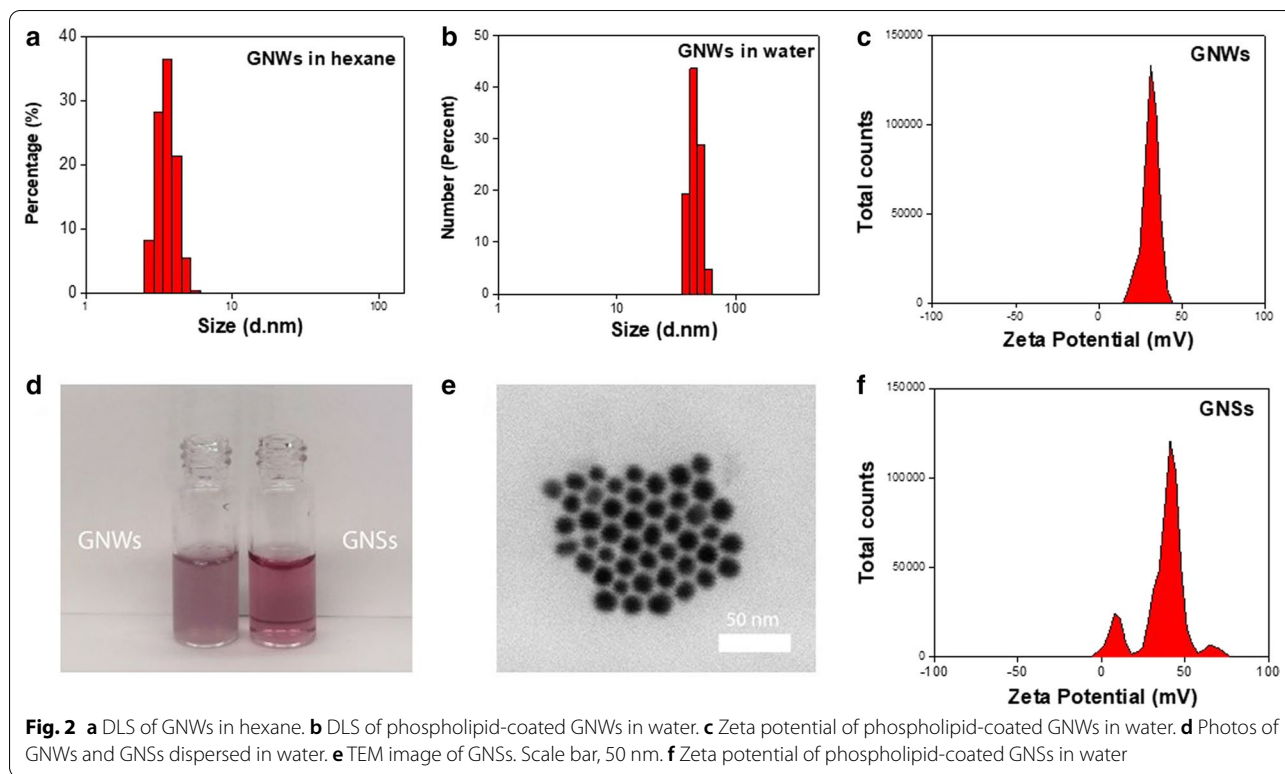 a
40
30
20
10
0
Percentage (%)
GNWs in hexane
1
10
100
Size (d.nm)
b
50
40
30
20
10
0
Number (Percent)
GNWs in water
1
10
100
Size (d.nm)
c
150000
100000
50000
0
Total counts
GNWs
-100
-50
0
50
100
Zeta Potential (mV)
d
GNWs
GNSs
e
50 nm
f
150000
100000
50000
0
Total counts
GNSs
-100
-50
0
50
100
Zeta Potential (mV)
Fig. 2 a DLS of GNWs in hexane. b DLS of phospholipid-coated GNWs in water. c Zeta potential of phospholipid-coated GNWs in water. d Photos of
GNWs and GNSs dispersed in water. e TEM image of GNSs. Scale bar, 50 nm. f Zeta potential of phospholipid-coated GNSs in water